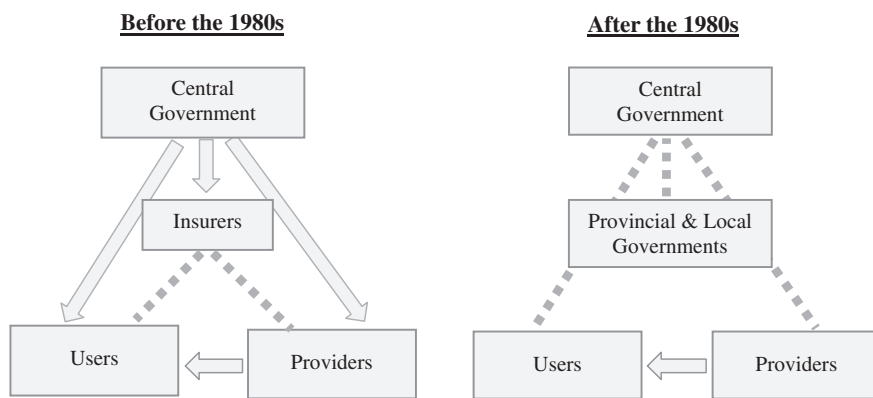 Before the 1980s
Central
Government
Insurers
Users
Providers
After the 1980s
Central
Government
Provincial & Local
Governments
Users
Providers